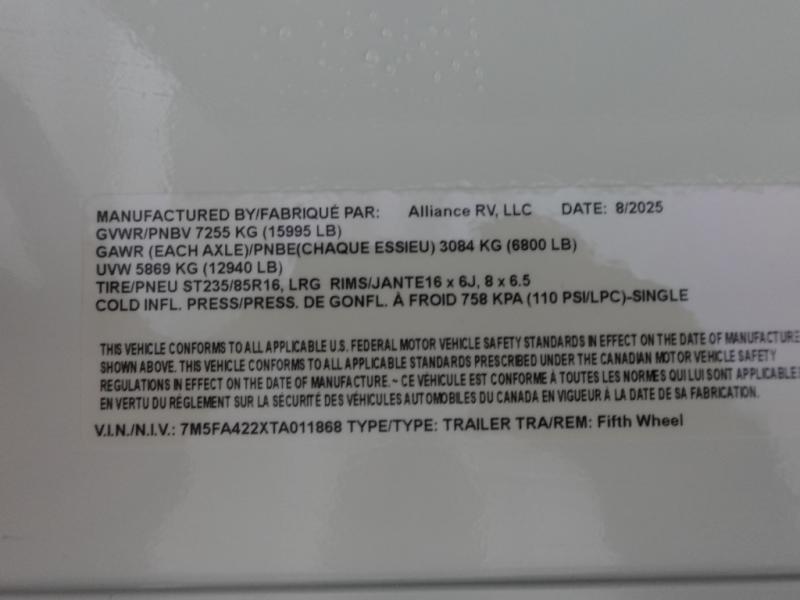 MANUFACTURED BY/FABRIQUÉ PAR: Alliance RV, LLC DATE: 8/2025
GVWR/PNBV 7255 KG (15995 LB)
GAWR (EACH AXLE)/PNBE(CHAQUE ESSIEU) 3084 KG (6800 LB)
UVW 5869 KG (12940 LB)
TIRE/PNEU ST235/85R16, LRG RIMS/JANTE16 x 6J, 8 x 6.5
COLD INFL. PRESS/PRESS. DE GONFL. À FROID 758 KPA (110 PSI/LPC)-SINGLE
THIS VEHICLE CONFORMS TO ALL APPLICABLE U.S. FEDERAL MOTOR VEHICLE SAFETY STANDARDS IN EFFECT ON THE DATE OF MANUFACTURE
SHOWN ABOVE. THIS VEHICLE CONFORMS TO ALL APPLICABLE STANDARDS PRESCRIBED UNDER THE CANADIAN MOTOR VEHICLE SAFETY
REGULATIONS IN EFFECT ON THE DATE OF MANUFACTURE. ~ CE VÉHICULE EST CONFORME À TOUTES LES NORMES QUI LUI SONT APPLICABLE
EN VERTU DU RÉGLEMENT SUR LA SÉCURITÉ DES VÉHICULES AUTOMOBILES DU CANADA EN VIGUEUR À LA DATE DE SA FABRICATION.
V.I.N./N.I.V.: 7M5FA422XTA011868 TYPE/TYPE: TRAILER TRA/REM: Fifth Wheel